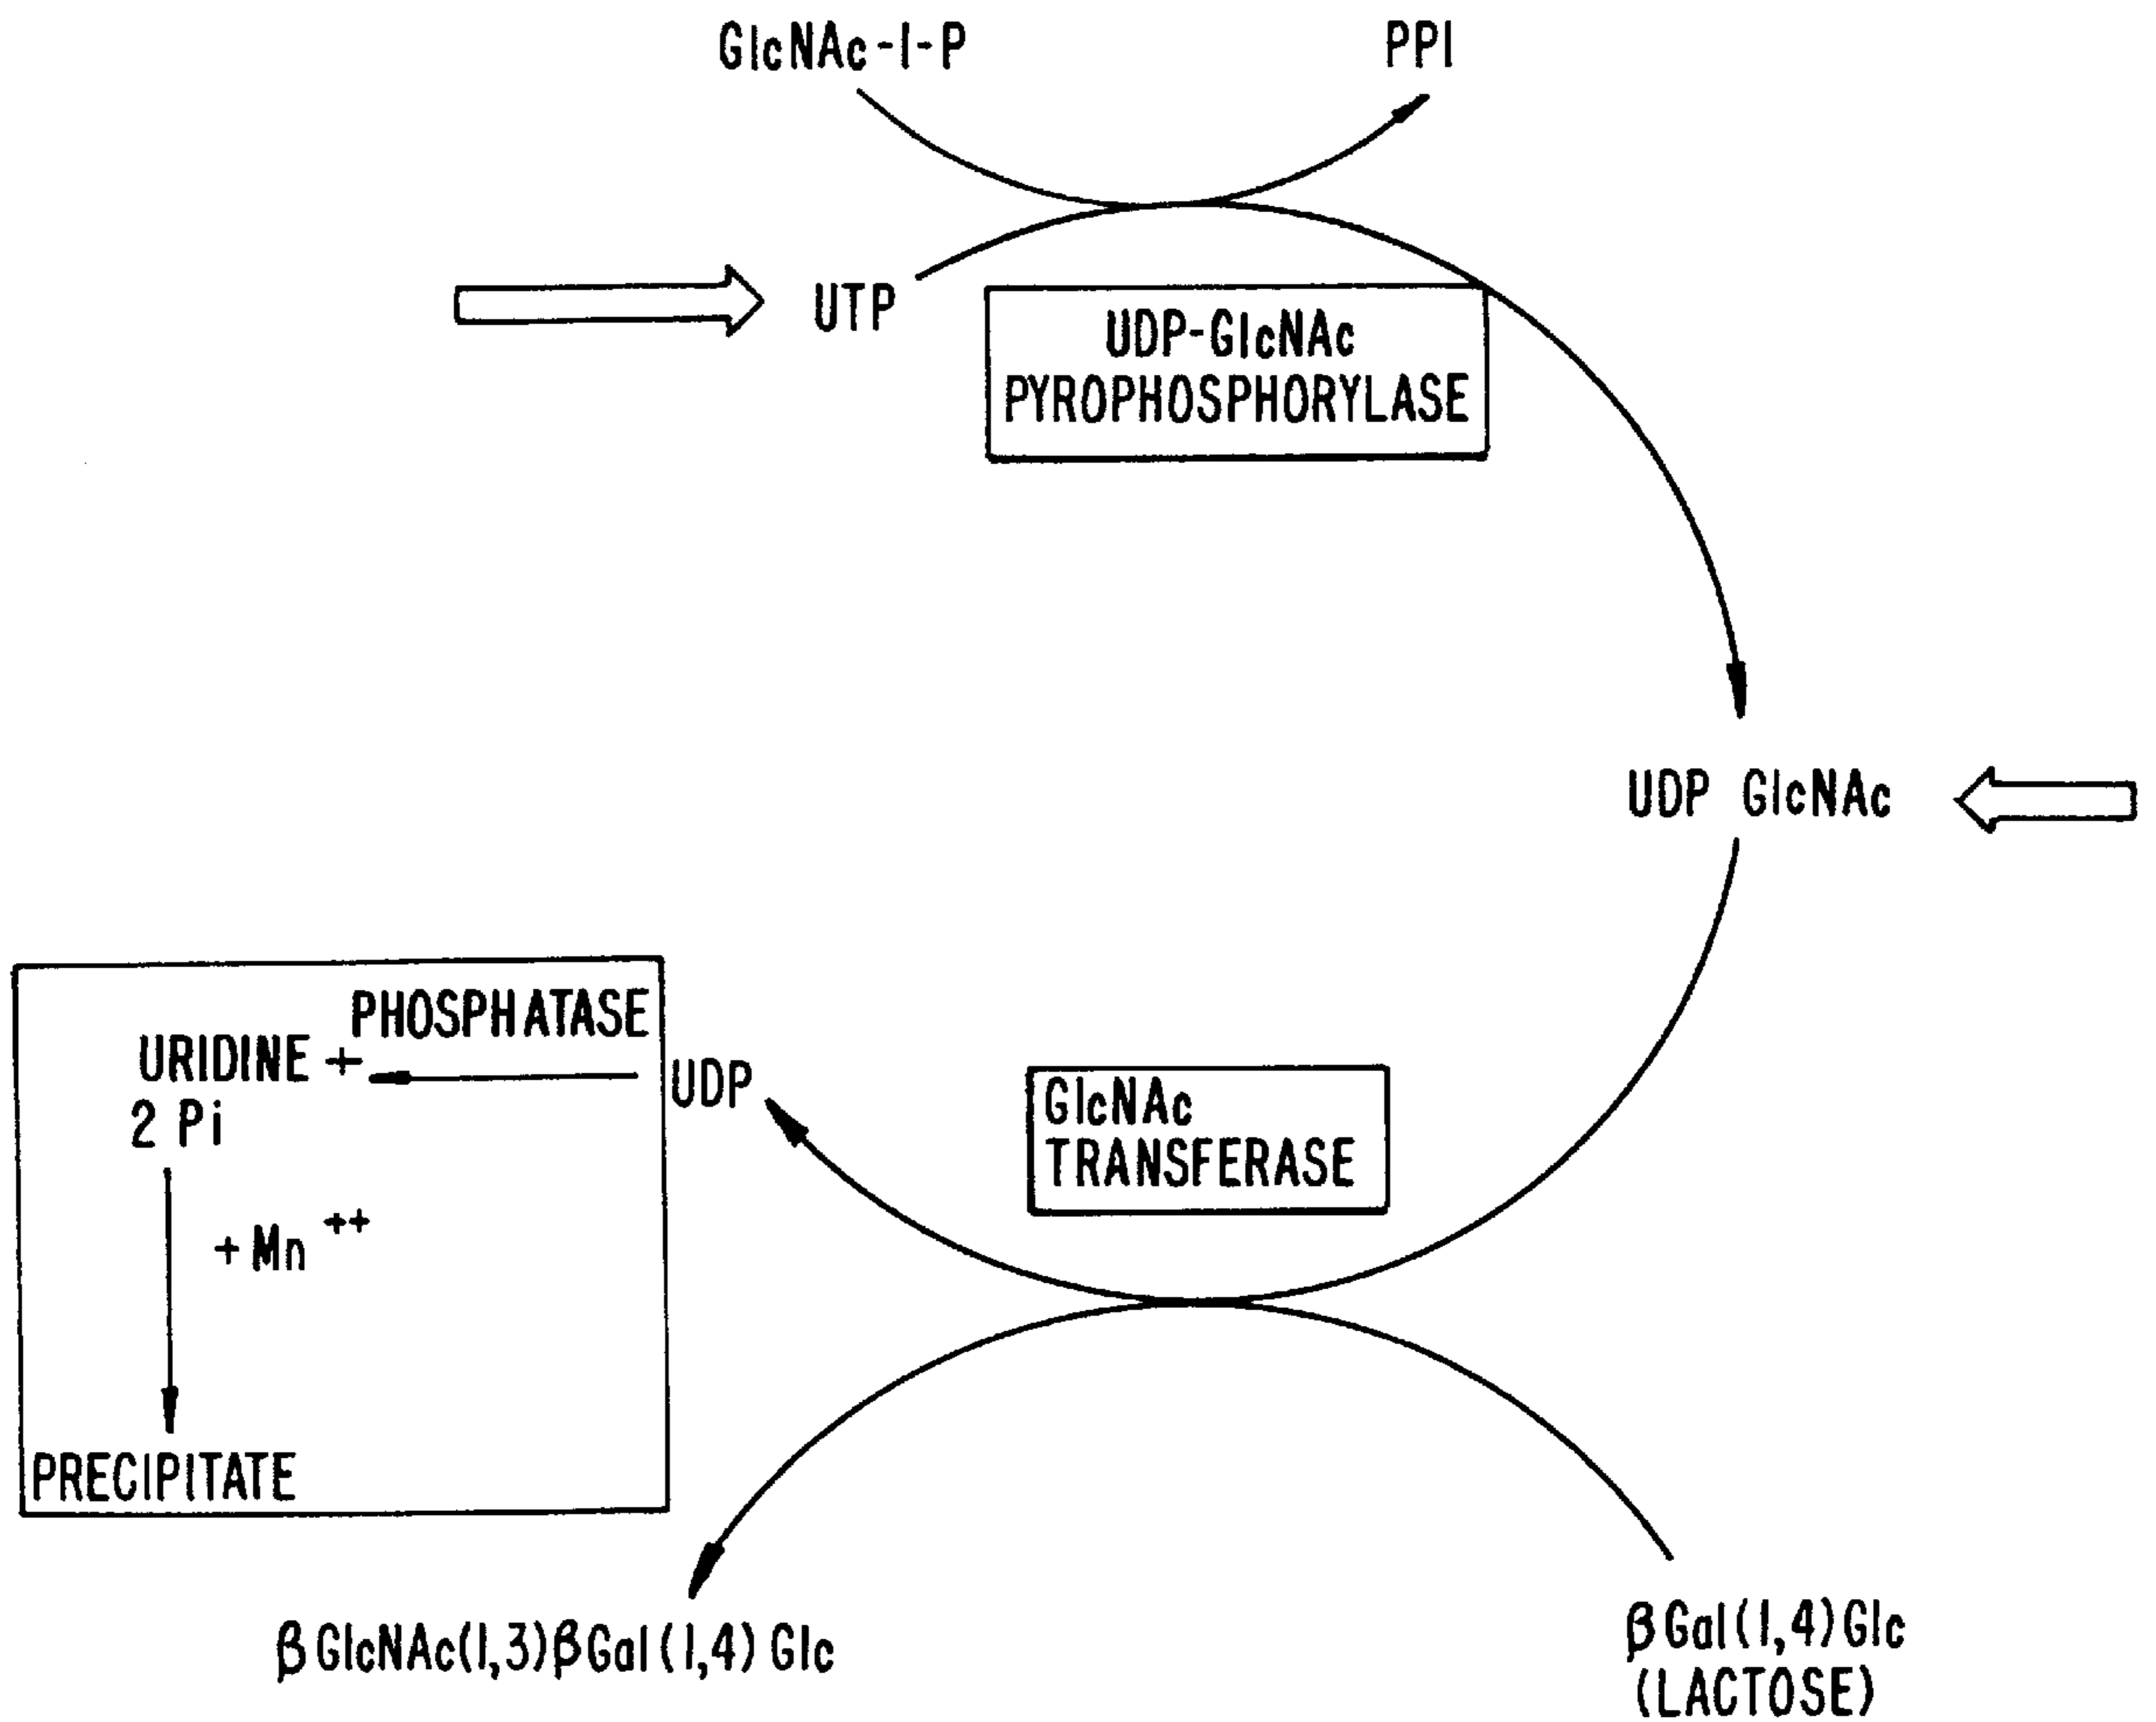 GlcNAc-1-P
PPI
UTP
UDP-GlcNAc
PYROPHOSPHORYLASE
UDP GlcNAc
PHOSPHATASE
URIDINE +
2 Pi
UDP
GlcNAc
TRANSFERASE
+Mn ++
PRECIPITATE
βGlcNAc(1,3)βGal(1,4)Glc
βGal(1,4)Glc
(LACTOSE)